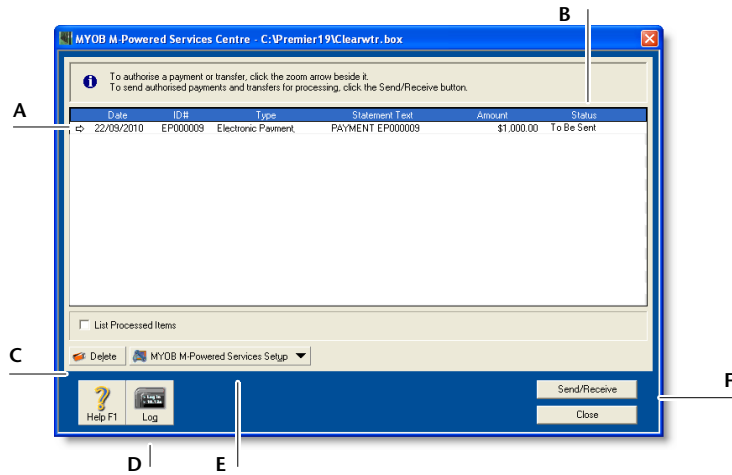 B
MYOB M-Powered Services Centre - C:\Premier19\Clearwtr.box
To authorise a payment or transfer, click the zoom arrow beside it.
To send authorised payments and transfers for processing, click the Send/Receive button.
A
Date ID# Type Statement Text Amount Status
22/09/2010 EP000009 Electronic Payment, PAYMENT EP000009 $1,000.00 To Be Sent
List Processed Items
Delete MYOB M-Powered Services Setup
C
F
Send/Receive
Help F1 Log
Close
D E